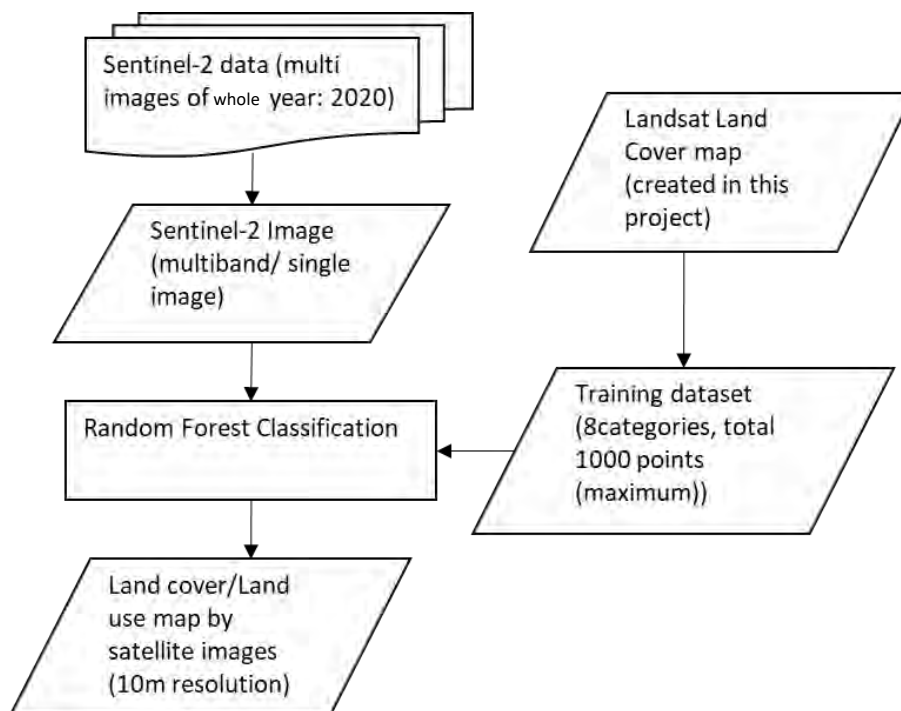 Sentinel-2 data (multi
images of whole year: 2020)
Landsat Land
Cover map
(created in this
project)
Sentinel-2 Image
(multiband/ single
image)
Training dataset
(8categories, total
1000 points
(maximum))
Random Forest Classification
Land cover/Land
use map by
satellite images
(10m resolution)